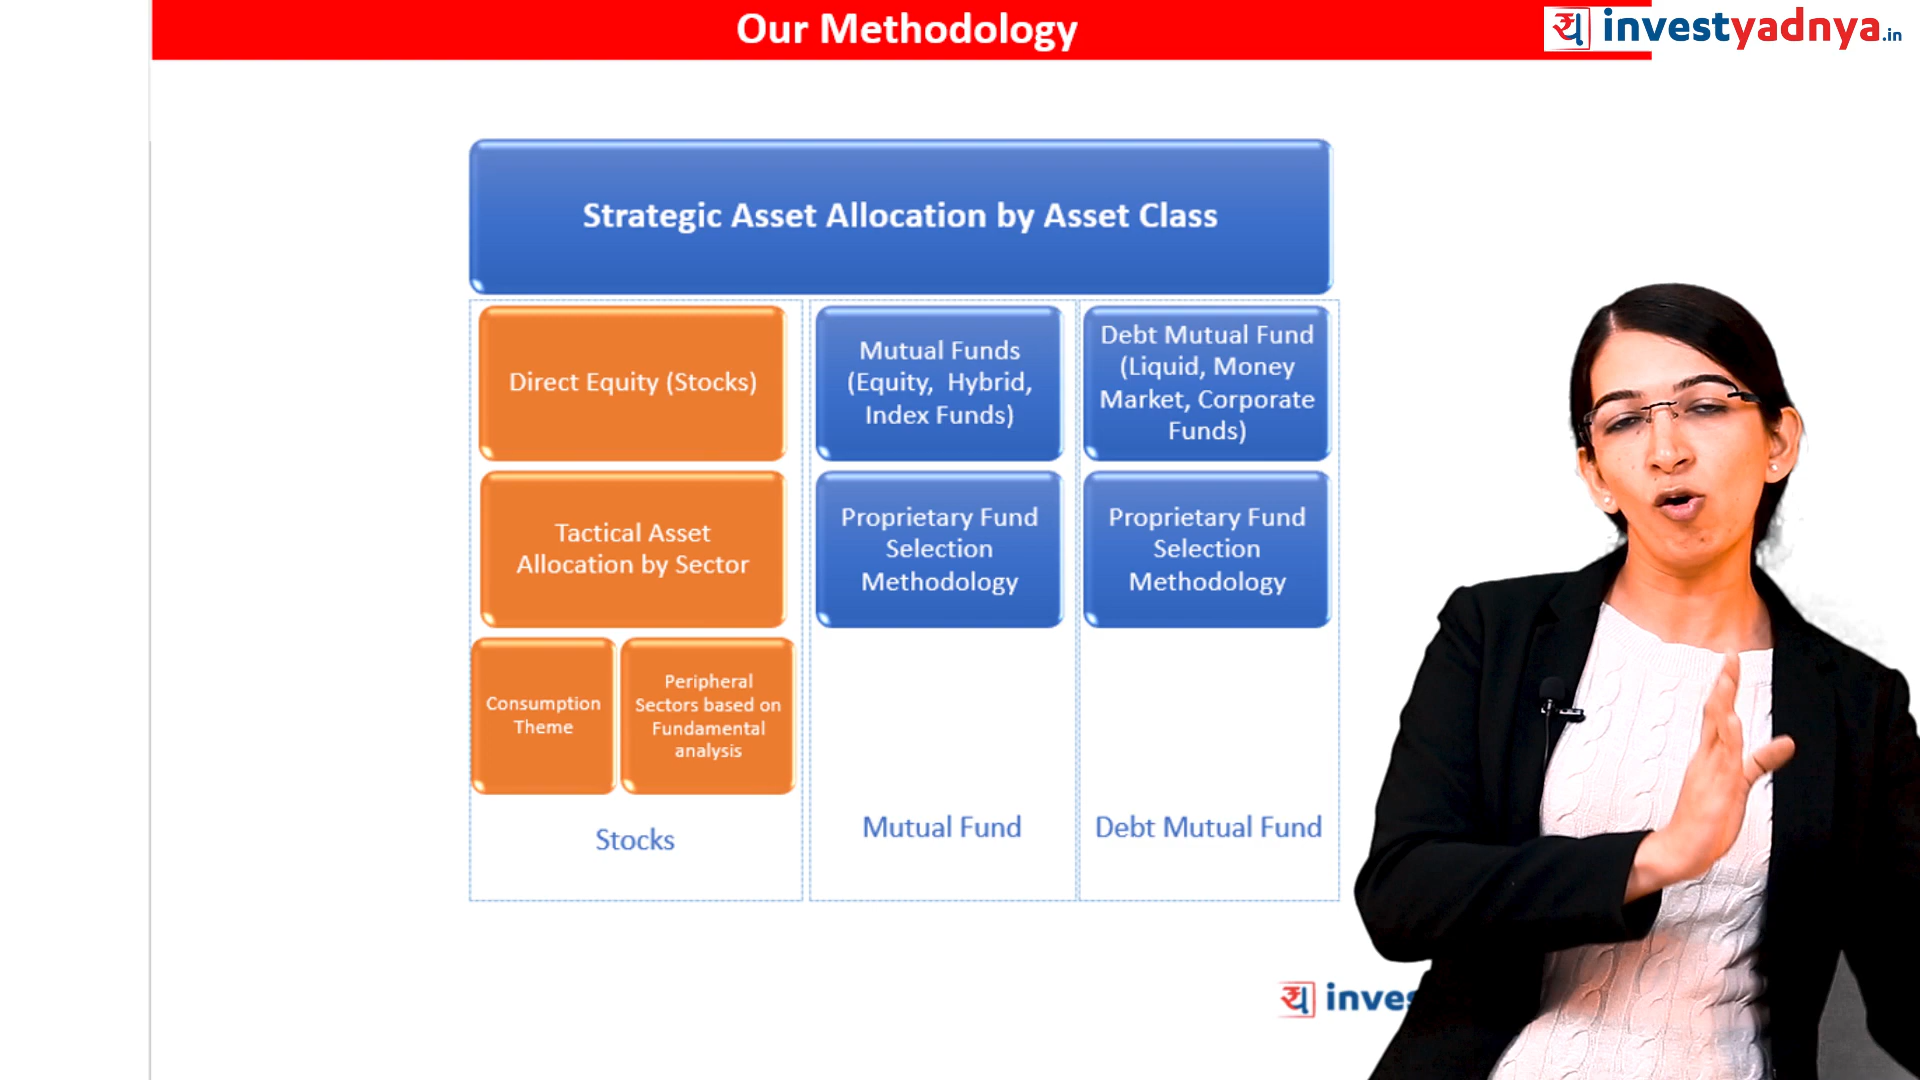 Our Methodology
investyadnya.in
Strategic Asset Allocation by Asset Class
Direct Equity (Stocks)
Mutual Funds
(Equity, Hybrid,
Index Funds)
Debt Mutual Fund
(Liquid, Money
Market, Corporate
Funds)
Tactical Asset
Allocation by Sector
Proprietary Fund
Selection
Methodology
Proprietary Fund
Selection
Methodology
Consumption
Theme
Peripheral
Sectors based on
Fundamental
analysis
Stocks
Mutual Fund
Debt Mutual Fund